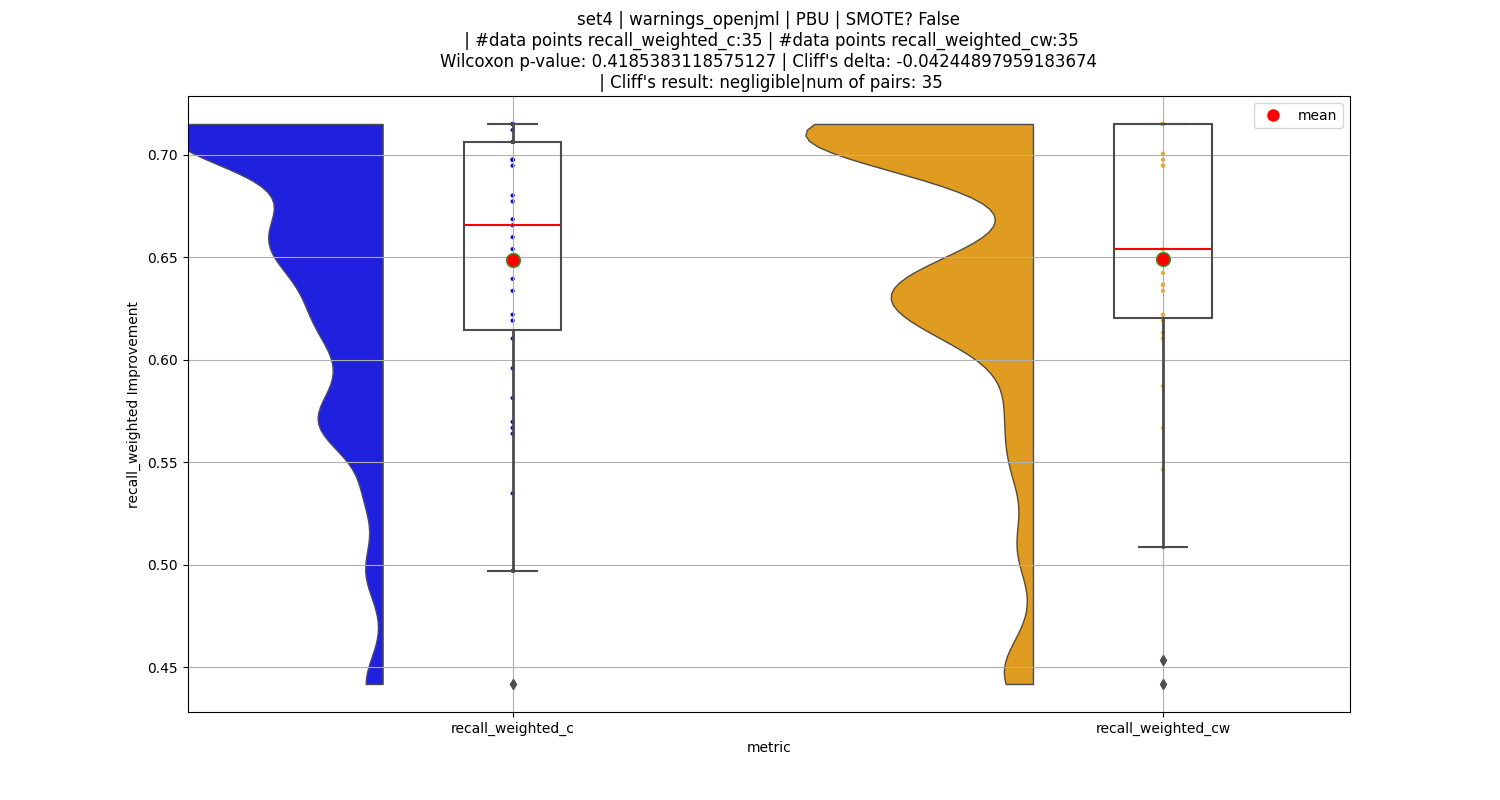 set4 | warnings_openjml | PBU | SMOTE? False
| #data points recall_weighted_c:35 | #data points recall_weighted_cw:35
Wilcoxon p-value: 0.4185383118575127 | Cliff's delta: -0.04244897959183674
| Cliff's result: negligible|num of pairs: 35
mean
0.70
0.65
0.60
0.55
0.50
0.45
recall_weighted Improvement
recall_weighted_c
recall_weighted_cw
metric